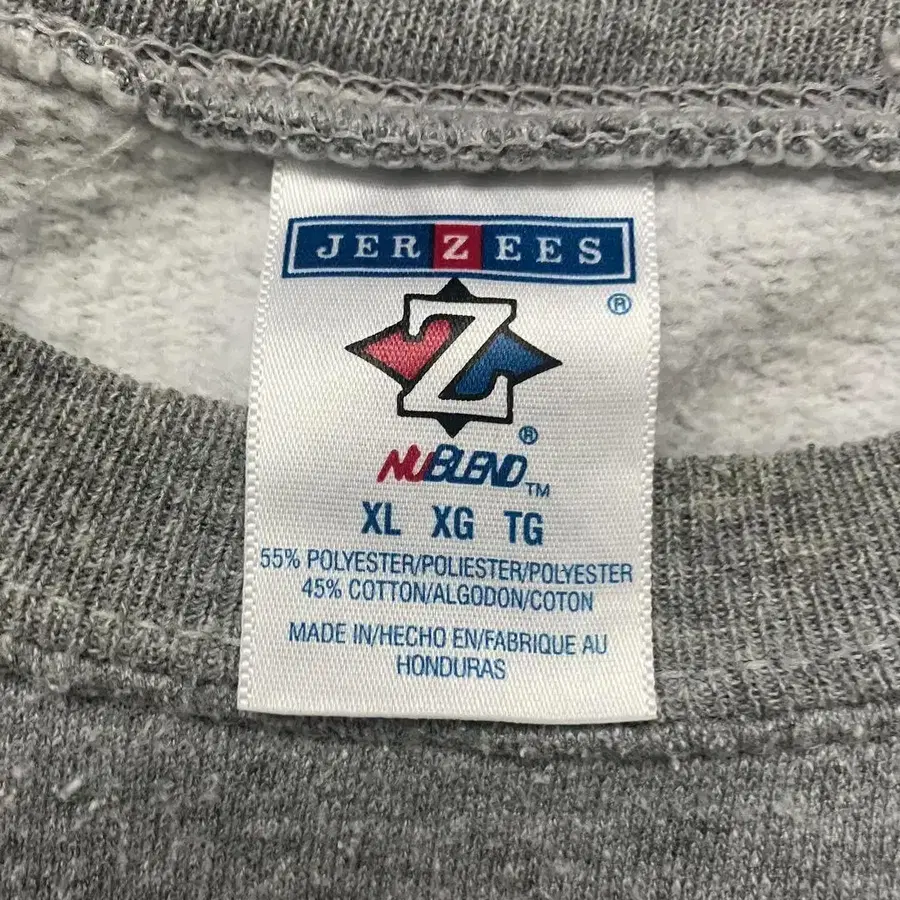 JERZEES
®
Z
®
NUBLEND™
XL XG TG
55% POLYESTER/POLIESTER/POLYESTER
45% COTTON/ALGODON/COTON
MADE IN/HECHO EN/FABRIQUE AU
HONDURAS